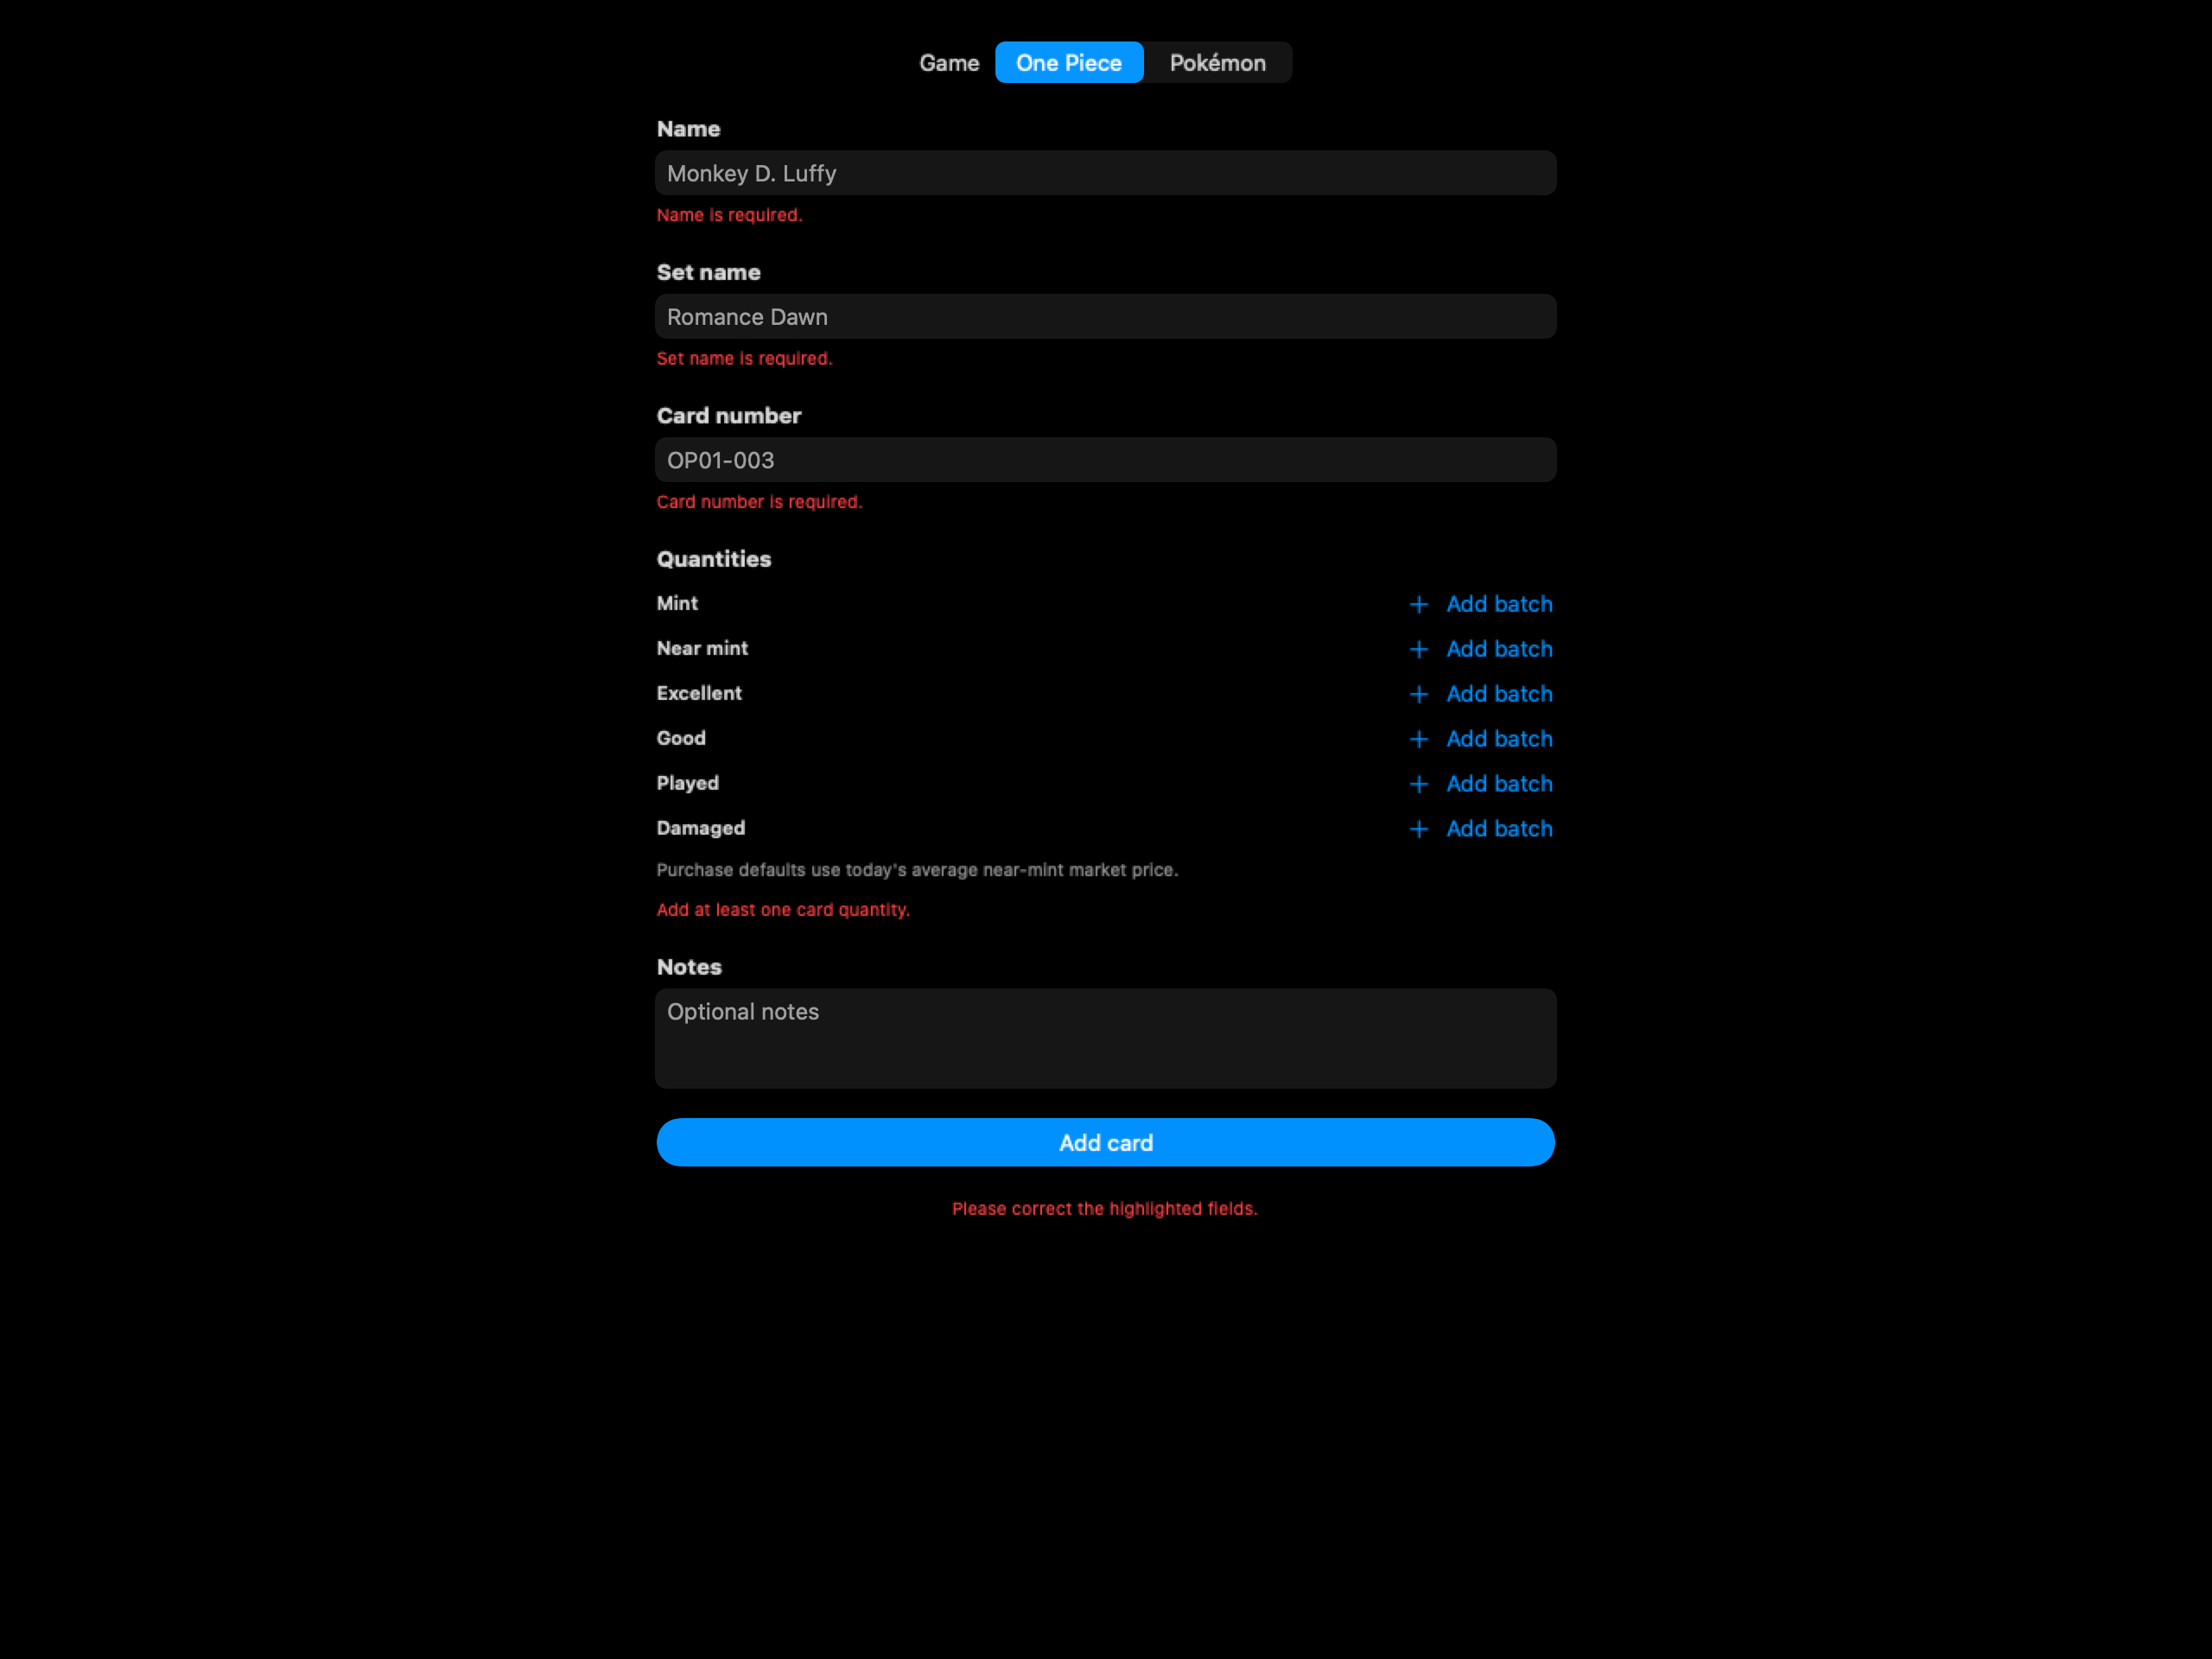 Game One Piece Pokémon
Name
Monkey D. Luffy
Name is required.
Set name
Romance Dawn
Set name is required.
Card number
OP01-003
Card number is required.
Quantities
Mint + Add batch
Near mint + Add batch
Excellent + Add batch
Good + Add batch
Played + Add batch
Damaged + Add batch
Purchase defaults use today's average near-mint market price.
Add at least one card quantity.
Notes
Optional notes
Add card
Please correct the highlighted fields.